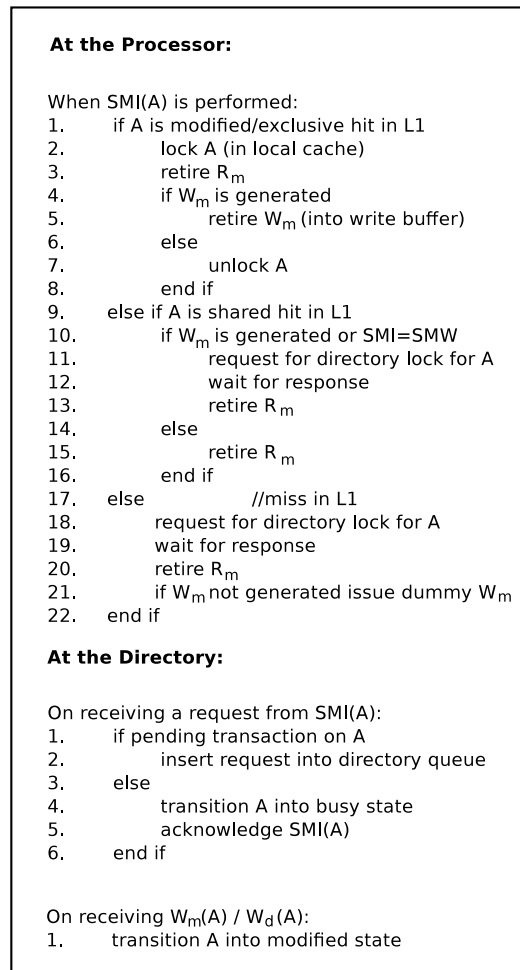 At the Processor:
When SMI(A) is performed:
1. if A is modified/exclusive hit in L1
2. lock A (in local cache)
3. retire Rm
4. if Wm is generated
5. retire Wm (into write buffer)
6. else
7. unlock A
8. end if
9. else if A is shared hit in L1
10. if Wm is generated or SMI=SMW
11. request for directory lock for A
12. wait for response
13. retire Rm
14. else
15. retire Rm
16. end if
17. else //miss in L1
18. request for directory lock for A
19. wait for response
20. retire Rm
21. if Wm not generated issue dummy Wm
22. end if
At the Directory:
On receiving a request from SMI(A):
1. if pending transaction on A
2. insert request into directory queue
3. else
4. transition A into busy state
5. acknowledge SMI(A)
6. end if
On receiving Wm(A) / Wd(A):
1. transition A into modified state